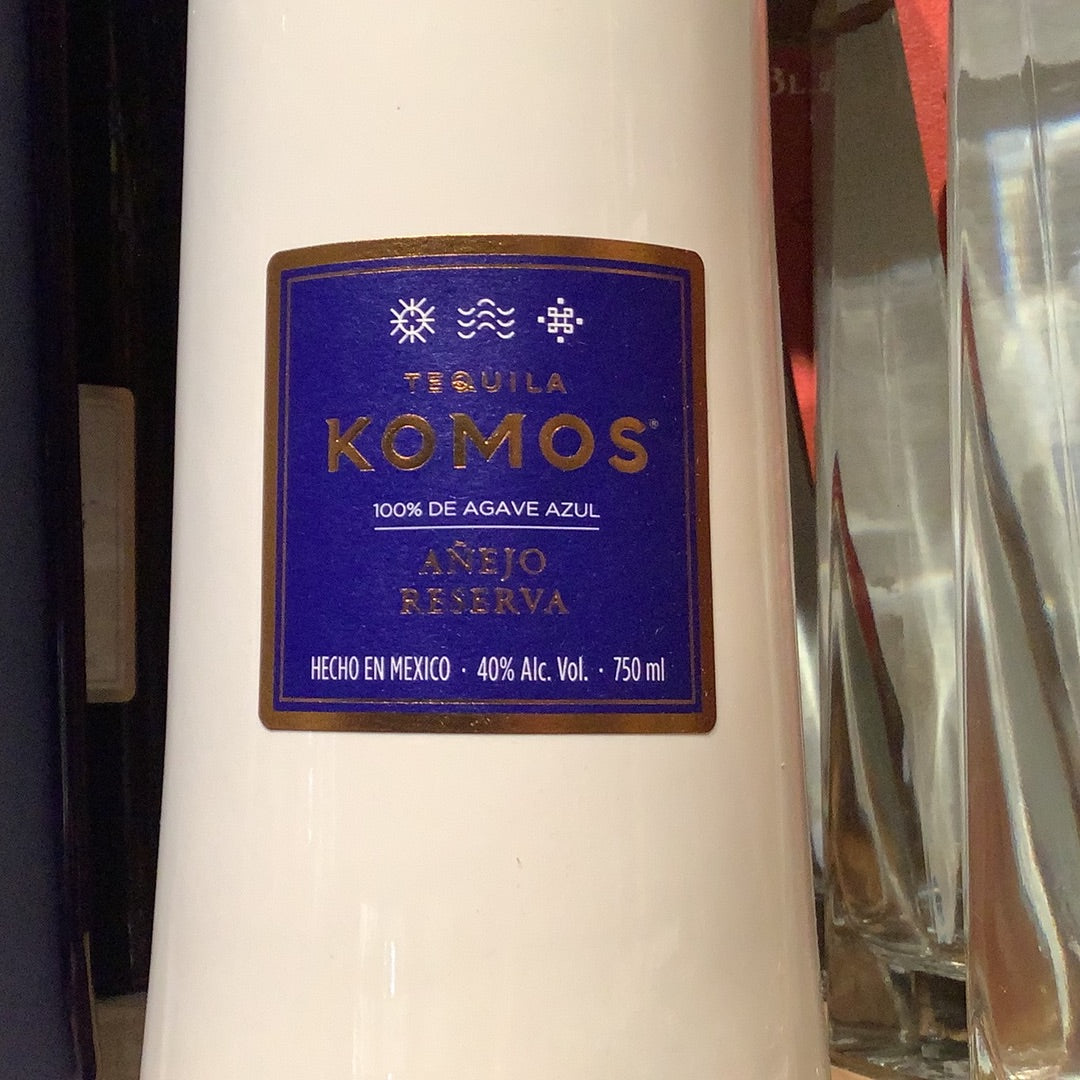 TEQUILA
KOMOS®
100% DE AGAVE AZUL
AÑEJO
RESERVA
HECHO EN MEXICO · 40% Alc. Vol. · 750 ml